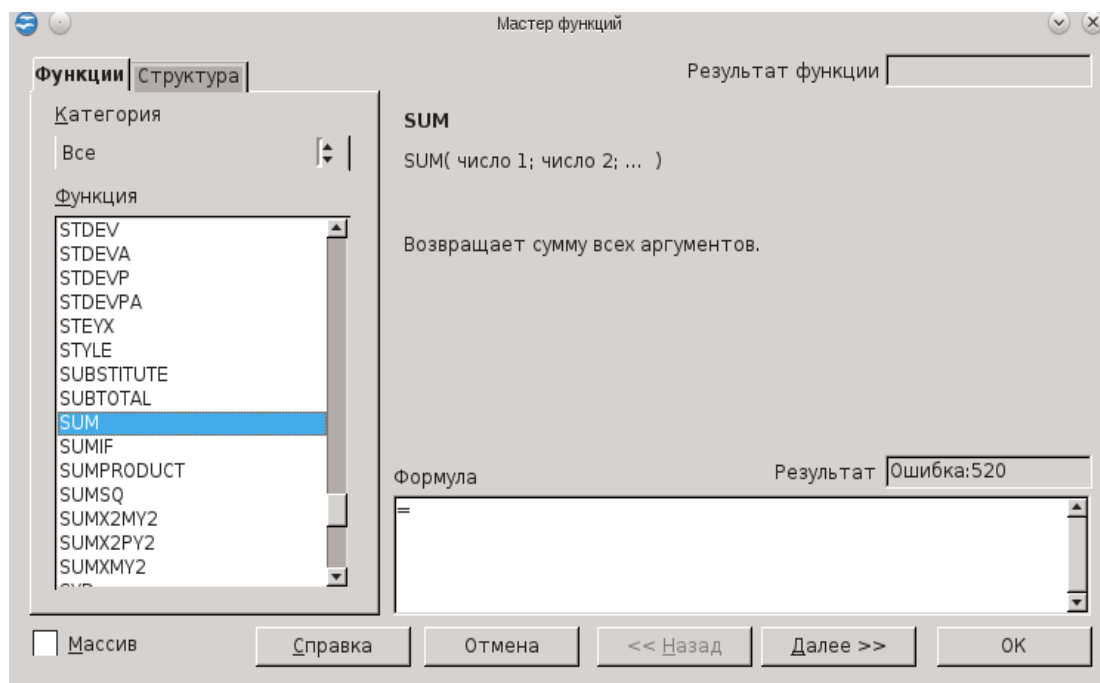 Мастер функций
Функции Структура
Результат функции
Категория
Все
Функция
STDEV
STDEVA
STDEVP
STDEVPA
STEYX
STYLE
SUBSTITUTE
SUBTOTAL
SUM
SUMIF
SUMPRODUCT
SUMSQ
SUMX2MY2
SUMX2PY2
SUMXMY2
SUM
SUM( число 1; число 2; ... )
Возвращает сумму всех аргументов.
Формула
Результат Ошибка:520
=
Массив
Справка
Отмена
<< Назад
Далее >>
OK